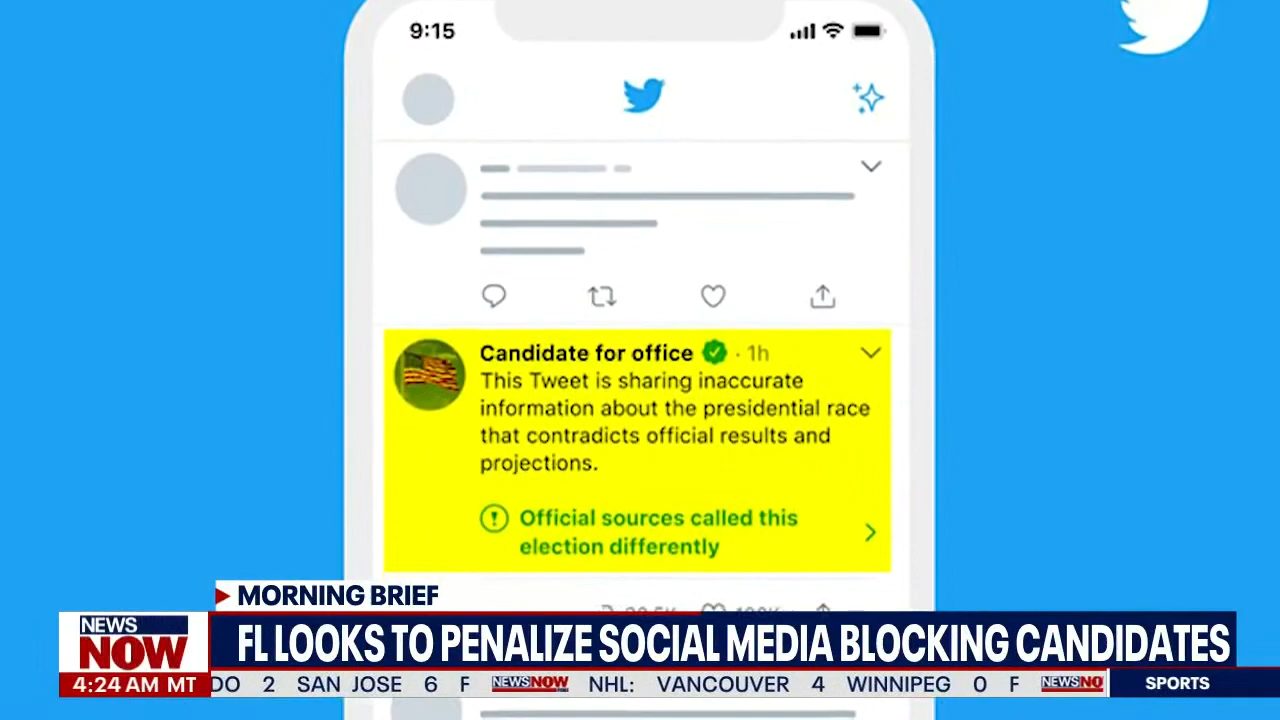 9:15
Candidate for office · 1h
This Tweet is sharing inaccurate
information about the presidential race
that contradicts official results and
projections.
Official sources called this
election differently
MORNING BRIEF
NEWS
NOW
FL LOOKS TO PENALIZE SOCIAL MEDIA BLOCKING CANDIDATES
4:24 AM MT
DO 2 SAN JOSE 6 F NEWSNOW NHL: VANCOUVER 4 WINNIPEG 0 F NEWSNO
SPORTS